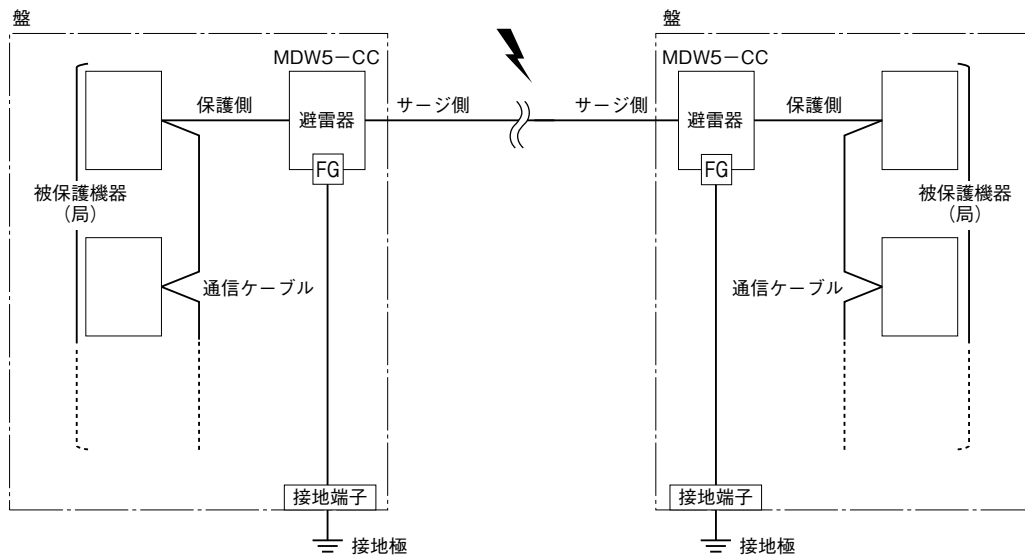 盤
MDW5－CC
保護側
避雷器
サージ側
FG
被保護機器
（局）
通信ケーブル
接地端子
接地極
盤
MDW5－CC
サージ側
避雷器
保護側
FG
被保護機器
（局）
通信ケーブル
接地端子
接地極